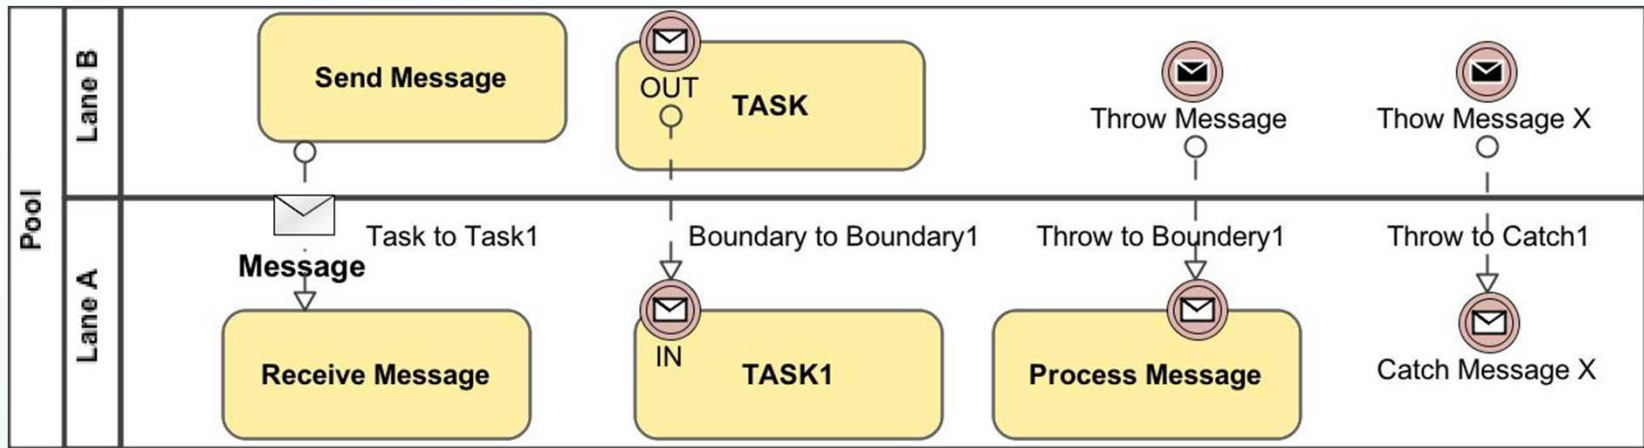 Pool
Lane B
Send Message
OUT
TASK
Throw Message
Thow Message X
Lane A
Task to Task1
Boundary to Boundary1
Throw to Boundery1
Throw to Catch1
Message
Receive Message
IN
TASK1
Process Message
Catch Message X